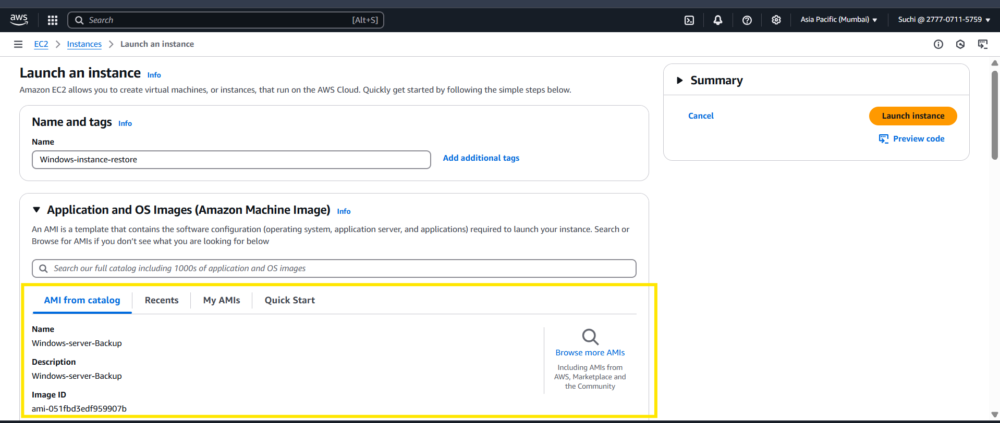 aws
Search [Alt+S]
Asia Pacific (Mumbai)
Suchi @ 2777-0711-5759
EC2
Instances
Launch an instance
Launch an instance Info
Amazon EC2 allows you to create virtual machines, or instances, that run on the AWS Cloud. Quickly get started by following the simple steps below.
Name and tags Info
Name
Windows-instance-restore
Add additional tags
Application and OS Images (Amazon Machine Image) Info
An AMI is a template that contains the software configuration (operating system, application server, and applications) required to launch your instance. Search or
Browse for AMIs if you don’t see what you are looking for below
Search our full catalog including 1000s of application and OS images
AMI from catalog
Recents
My AMIs
Quick Start
Name
Windows-server-Backup
Description
Windows-server-Backup
Image ID
ami-051fbd3edf959907b
Browse more AMIs
Including AMIs from
AWS, Marketplace and
the Community
Summary
Cancel
Launch instance
Preview code